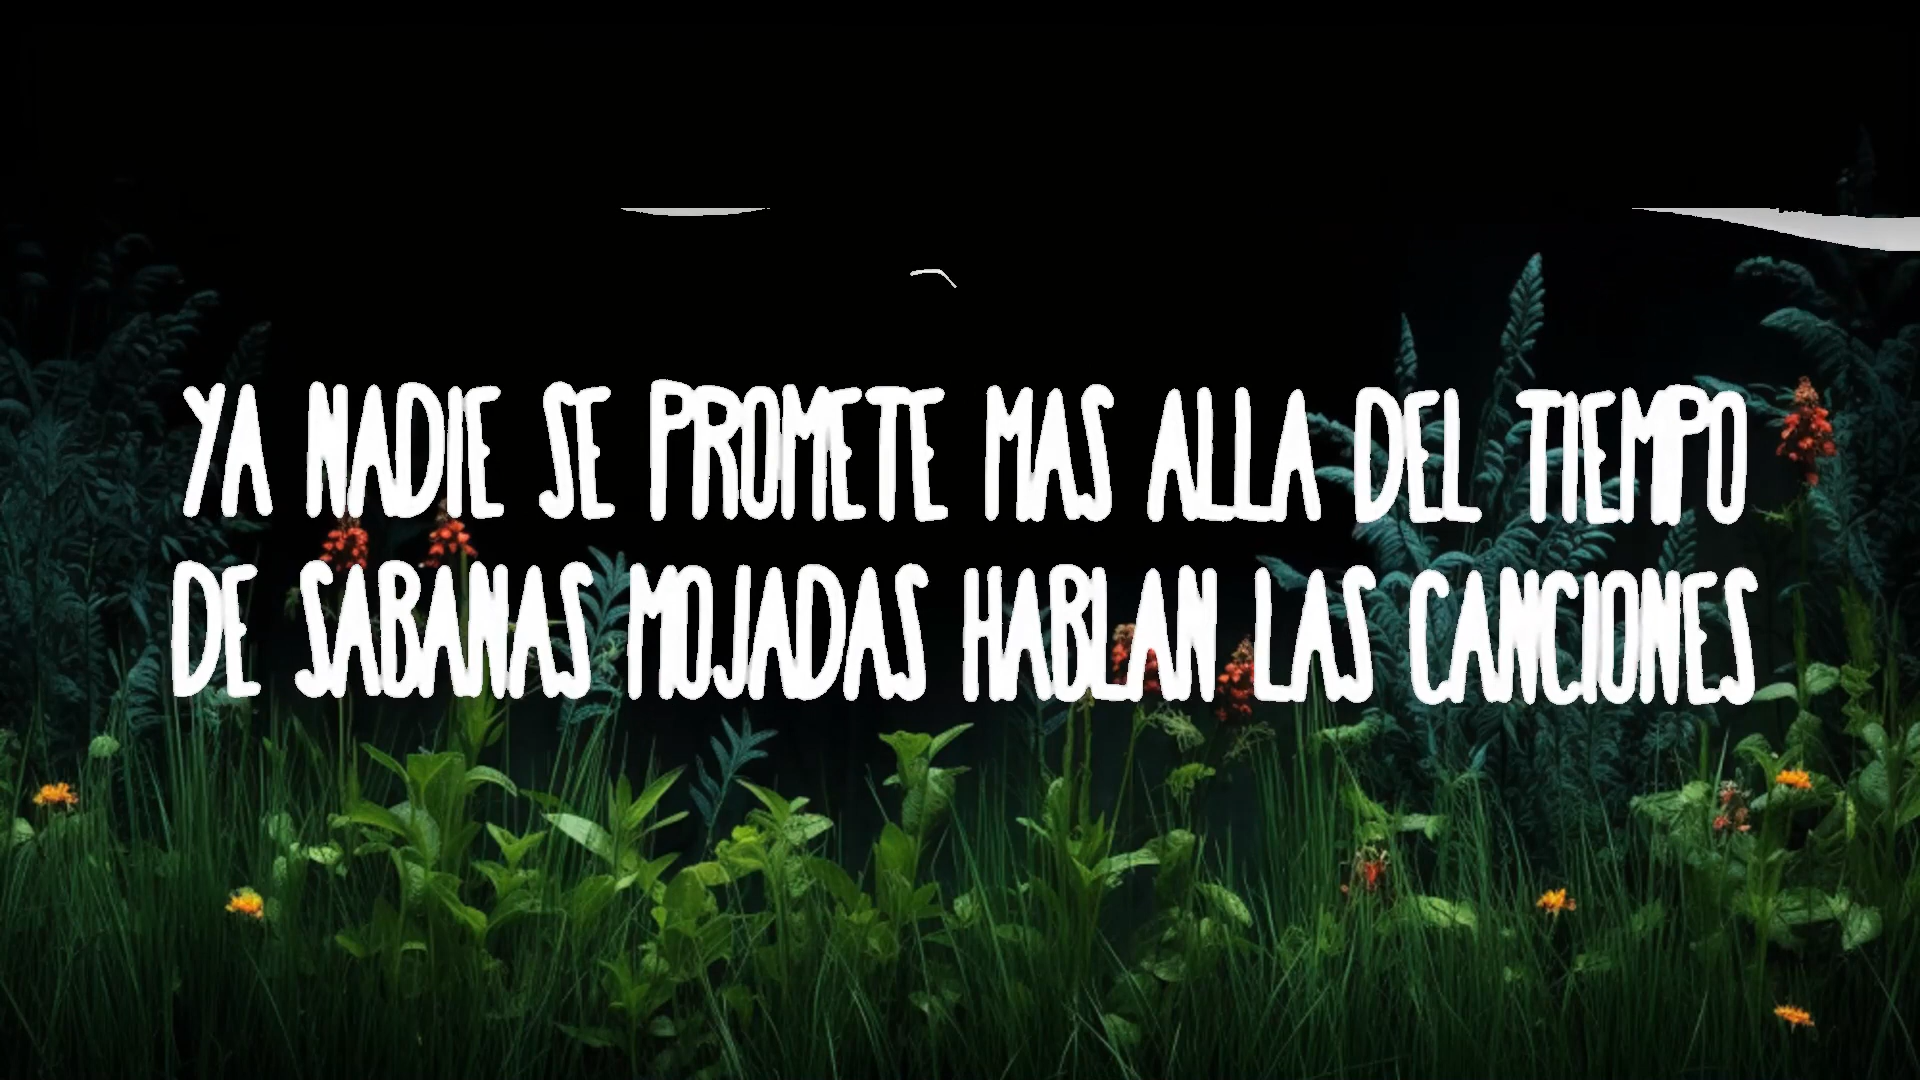 YA NADIE SE PROMETE MAS ALLA DEL TIEMPO
DE SABANAS MOJADAS HABLAN LAS CANCIONES